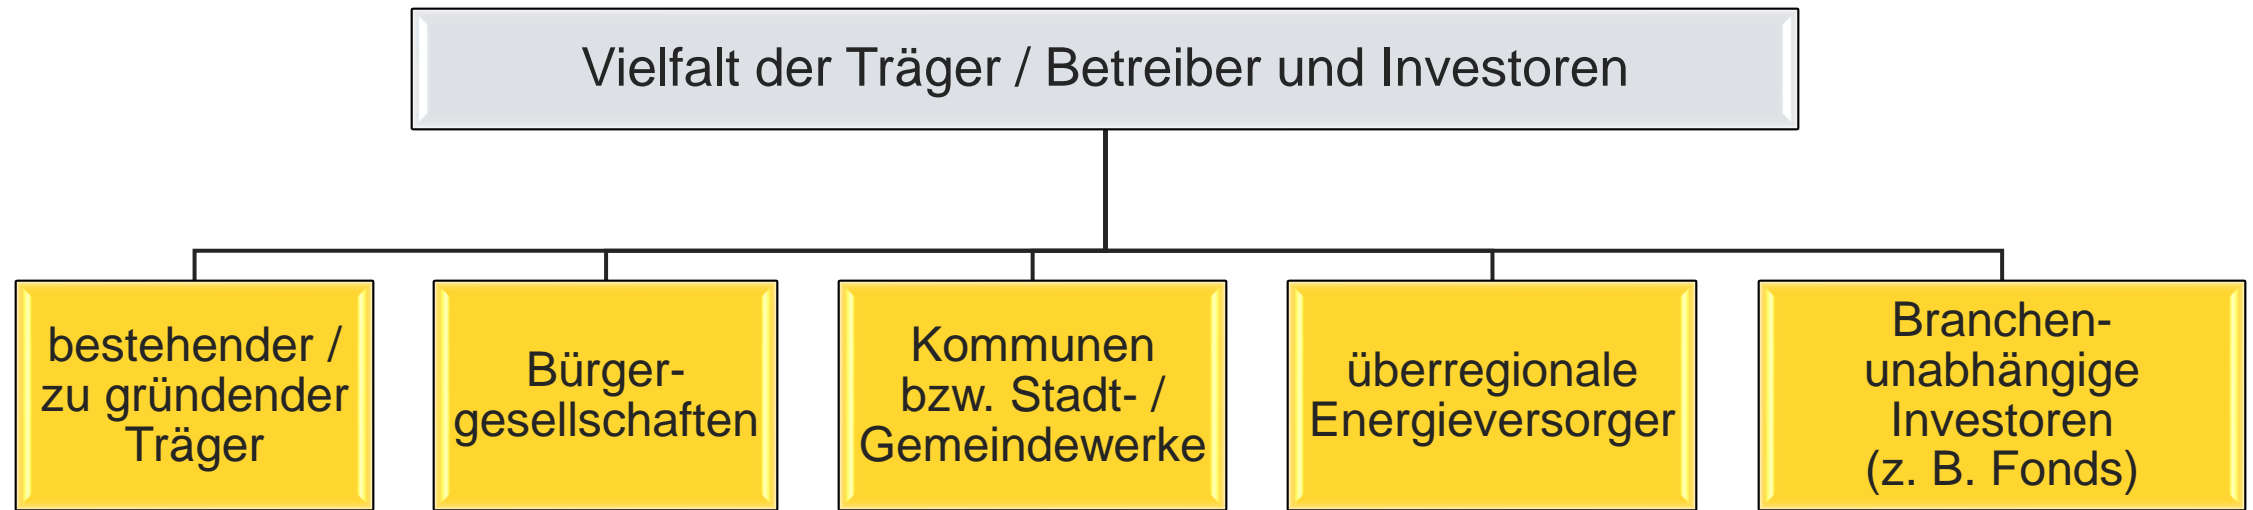 Vielfalt der Träger / Betreiber und Investoren
bestehender /
zu gründender
Träger
Bürger-
gesellschaften
Kommunen
bzw. Stadt- /
Gemeindewerke
überregionale
Energieversorger
Branchen-
unabhängige
Investoren
(z. B. Fonds)